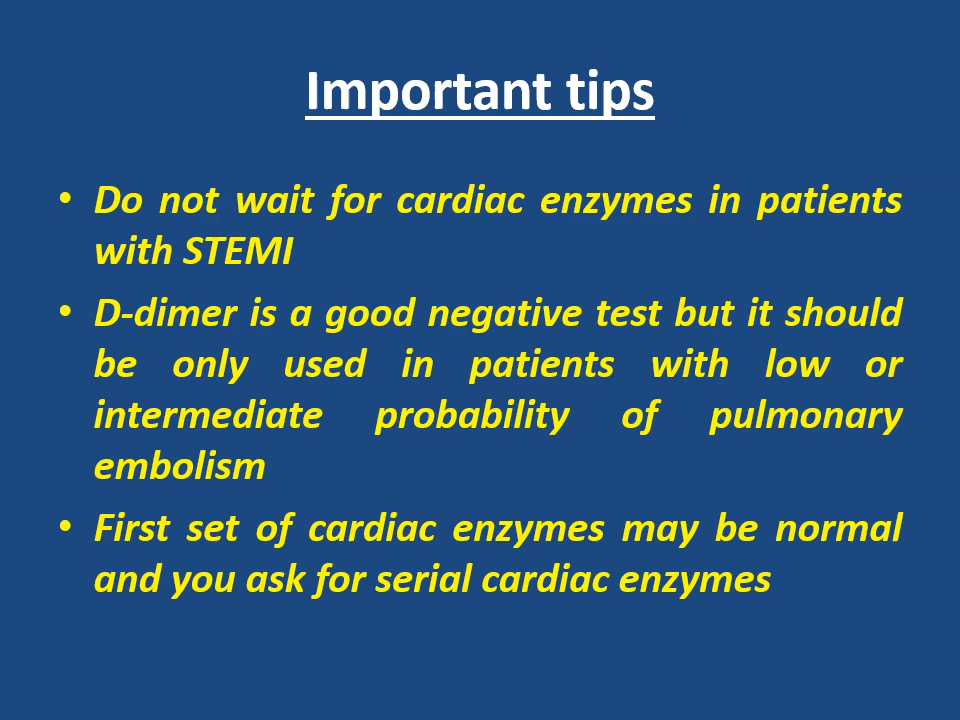 Important tips
• Do not wait for cardiac enzymes in patients
with STEMI
• D-dimer is a good negative test but it should
be only used in patients with low or
intermediate probability of pulmonary
embolism
• First set of cardiac enzymes may be normal
and you ask for serial cardiac enzymes